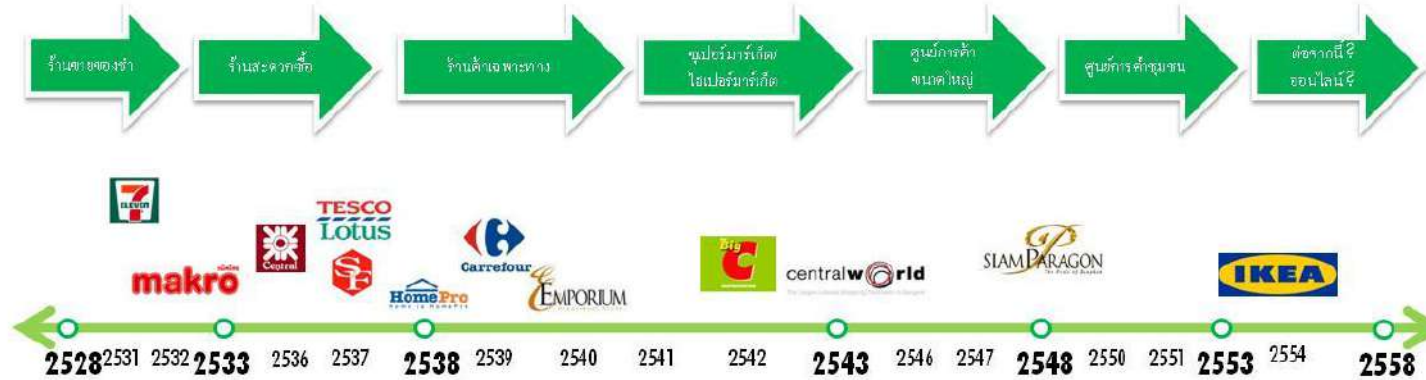 ร้านขายของชำ
ร้านสะดวกซื้อ
ร้านค้าเฉพาะทาง
ซุเปอร์มาร์เก็ต/
ไฮเปอร์มาร์เก็ต
ศูนย์การค้า
ขนาดใหญ่
ศูนย์การค้าชุมชน
ต่อจากนี้?
ออนไลน์?
7
ELEVEN
makro
Central
TESCO
Lotus
SF
HomePro
Carrefour
EMPORIUM
Big
C
centralw rld
SIAM PARAGON
IKEA
2528 2531 2532 2533 2536 2537 2538 2539 2540 2541 2542 2543 2546 2547 2548 2550 2551 2553 2554 2558